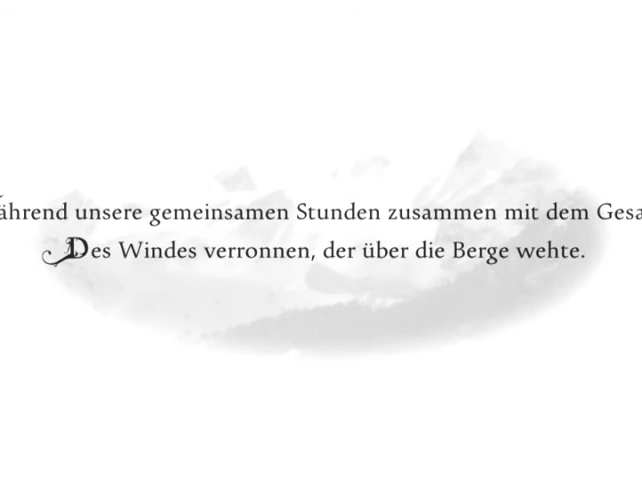 ährend unsere gemeinsamen Stunden zusammen mit dem Gesa
Des Windes verronnen, der über die Berge wehte.